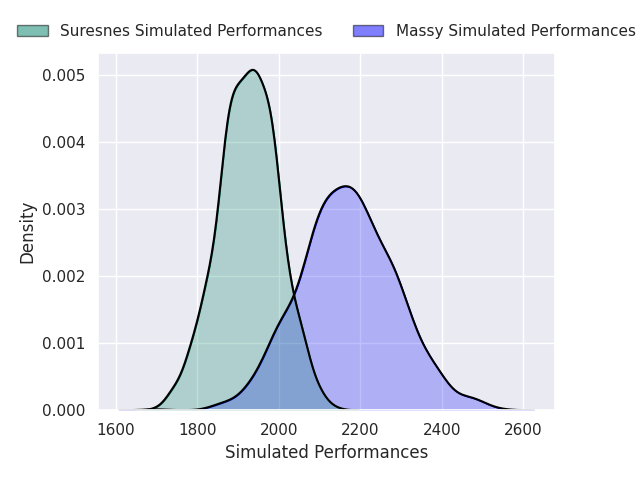 Suresnes Simulated Performances
Massy Simulated Performances
0.005
0.004
0.003
0.002
0.001
0.000
Density
1600 1800 2000 2200 2400 2600
Simulated Performances